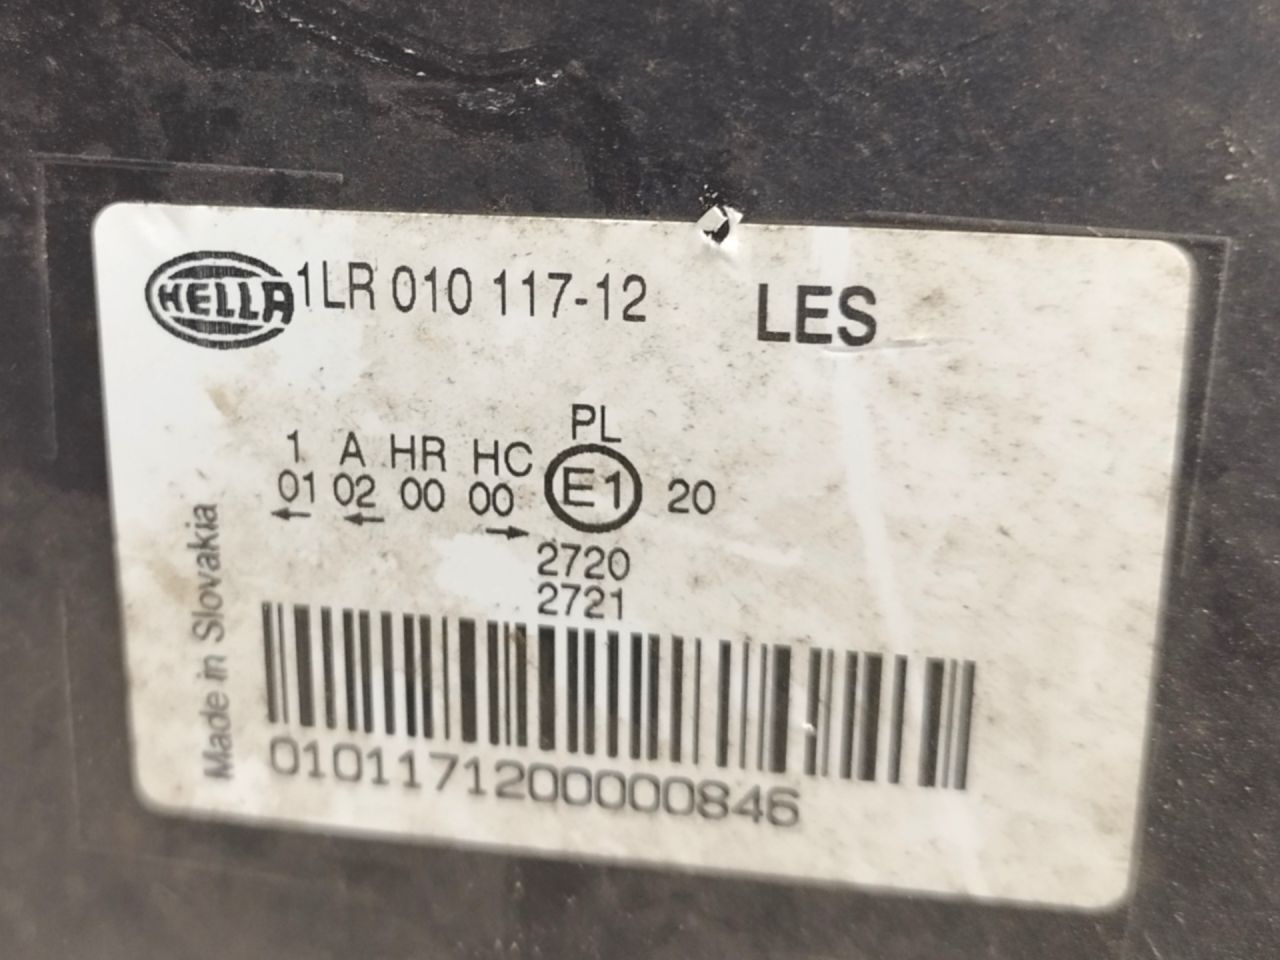 HELLA 1LR 010 117-12 LES
PL
1 A HR HC
01 02 00 00 E1 20
← ← →
2720
2721
Made in Slovakia
0101171200000846